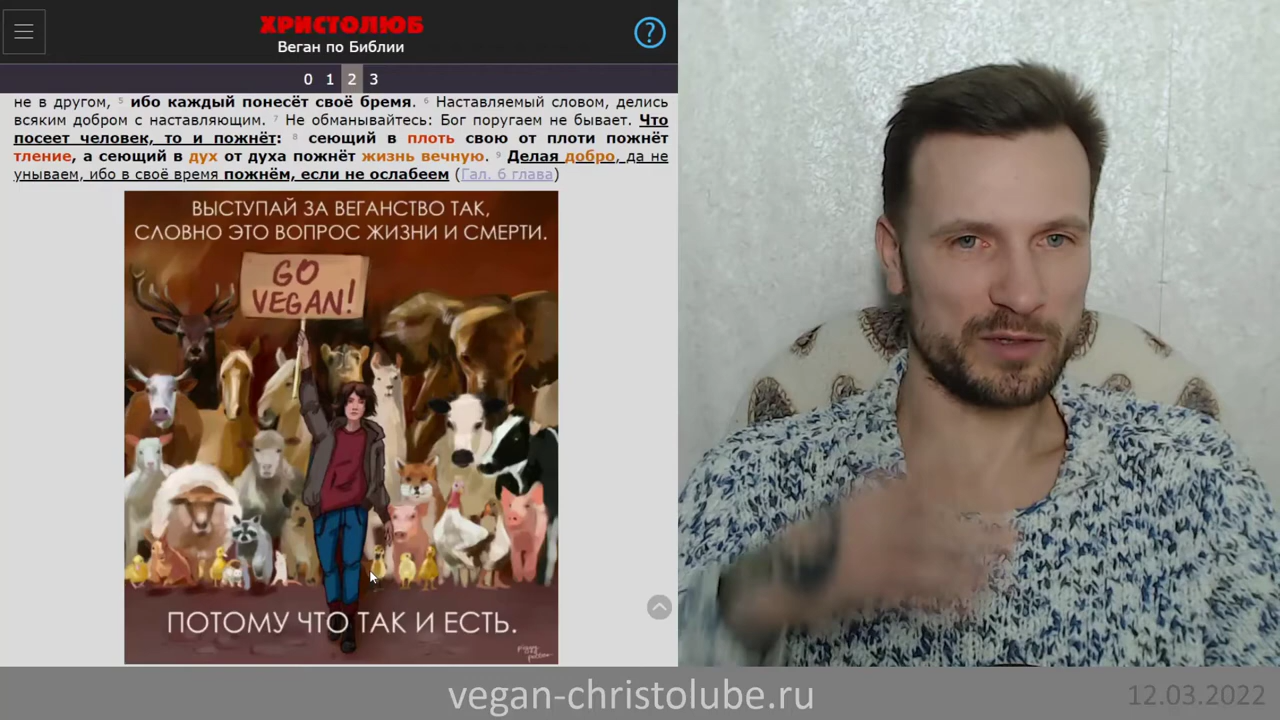 ХРИСТОЛЮБ
Веган по Библии
?
0 1 2 3
не в другом, 5 ибо каждый понесёт своё бремя. 6 Наставляемый словом, делись
всяким добром с наставляющим. 7 Не обманывайтесь: Бог поругаем не бывает. Что
посеет человек, то и пожнёт: 8 сеющий в плоть свою от плоти пожнёт
тление, а сеющий в дух от духа пожнёт жизнь вечную. 9 Делая добро, да не
унываем, ибо в своё время пожнём, если не ослабеем (Гал. 6 глава)
ВЫСТУПАЙ ЗА ВЕГАНСТВО ТАК,
СЛОВНО ЭТО ВОПРОС ЖИЗНИ И СМЕРТИ.
GO
VEGAN!
ПОТОМУ ЧТО ТАК И ЕСТЬ.
vegan-christolube.ru
12.03.2022